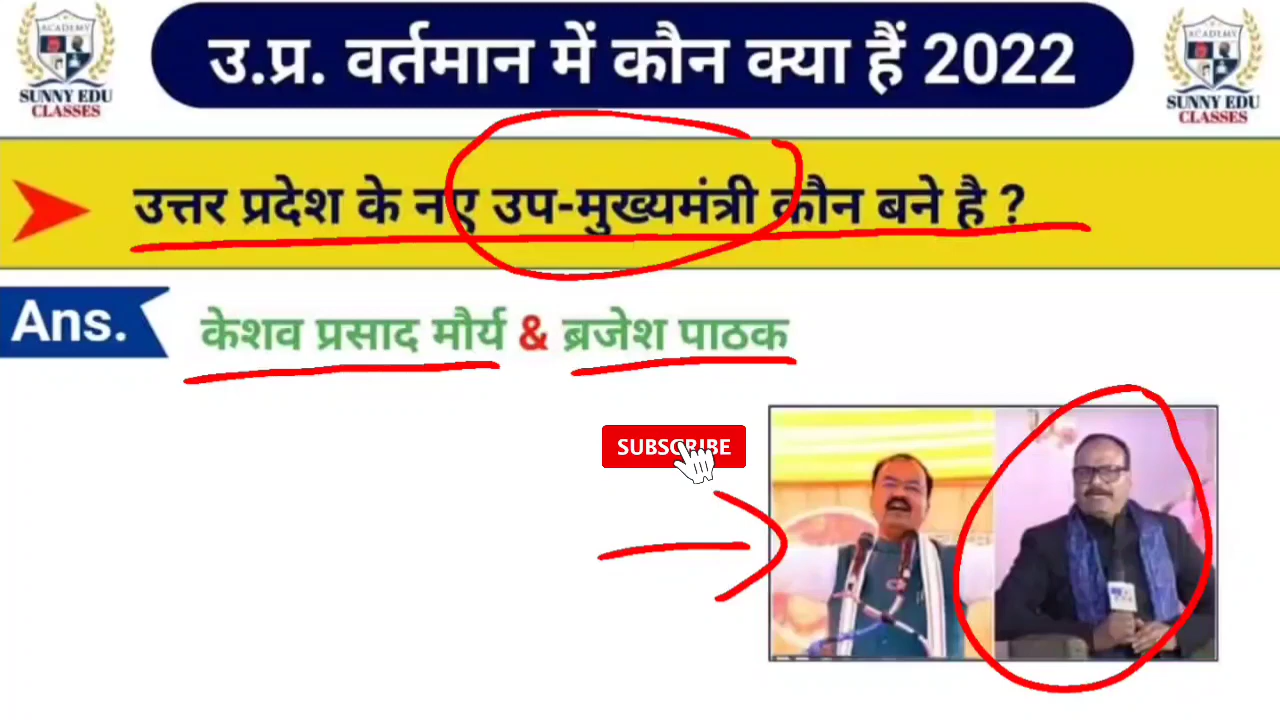 ACADEMY
SUNNY EDU
CLASSES
उ.प्र. वर्तमान में कौन क्या हैं 2022
ACADEMY
SUNNY EDU
CLASSES
उत्तर प्रदेश के नए उप-मुख्यमंत्री कौन बने है ?
Ans.
केशव प्रसाद मौर्य & ब्रजेश पाठक
SUBSCRIBE